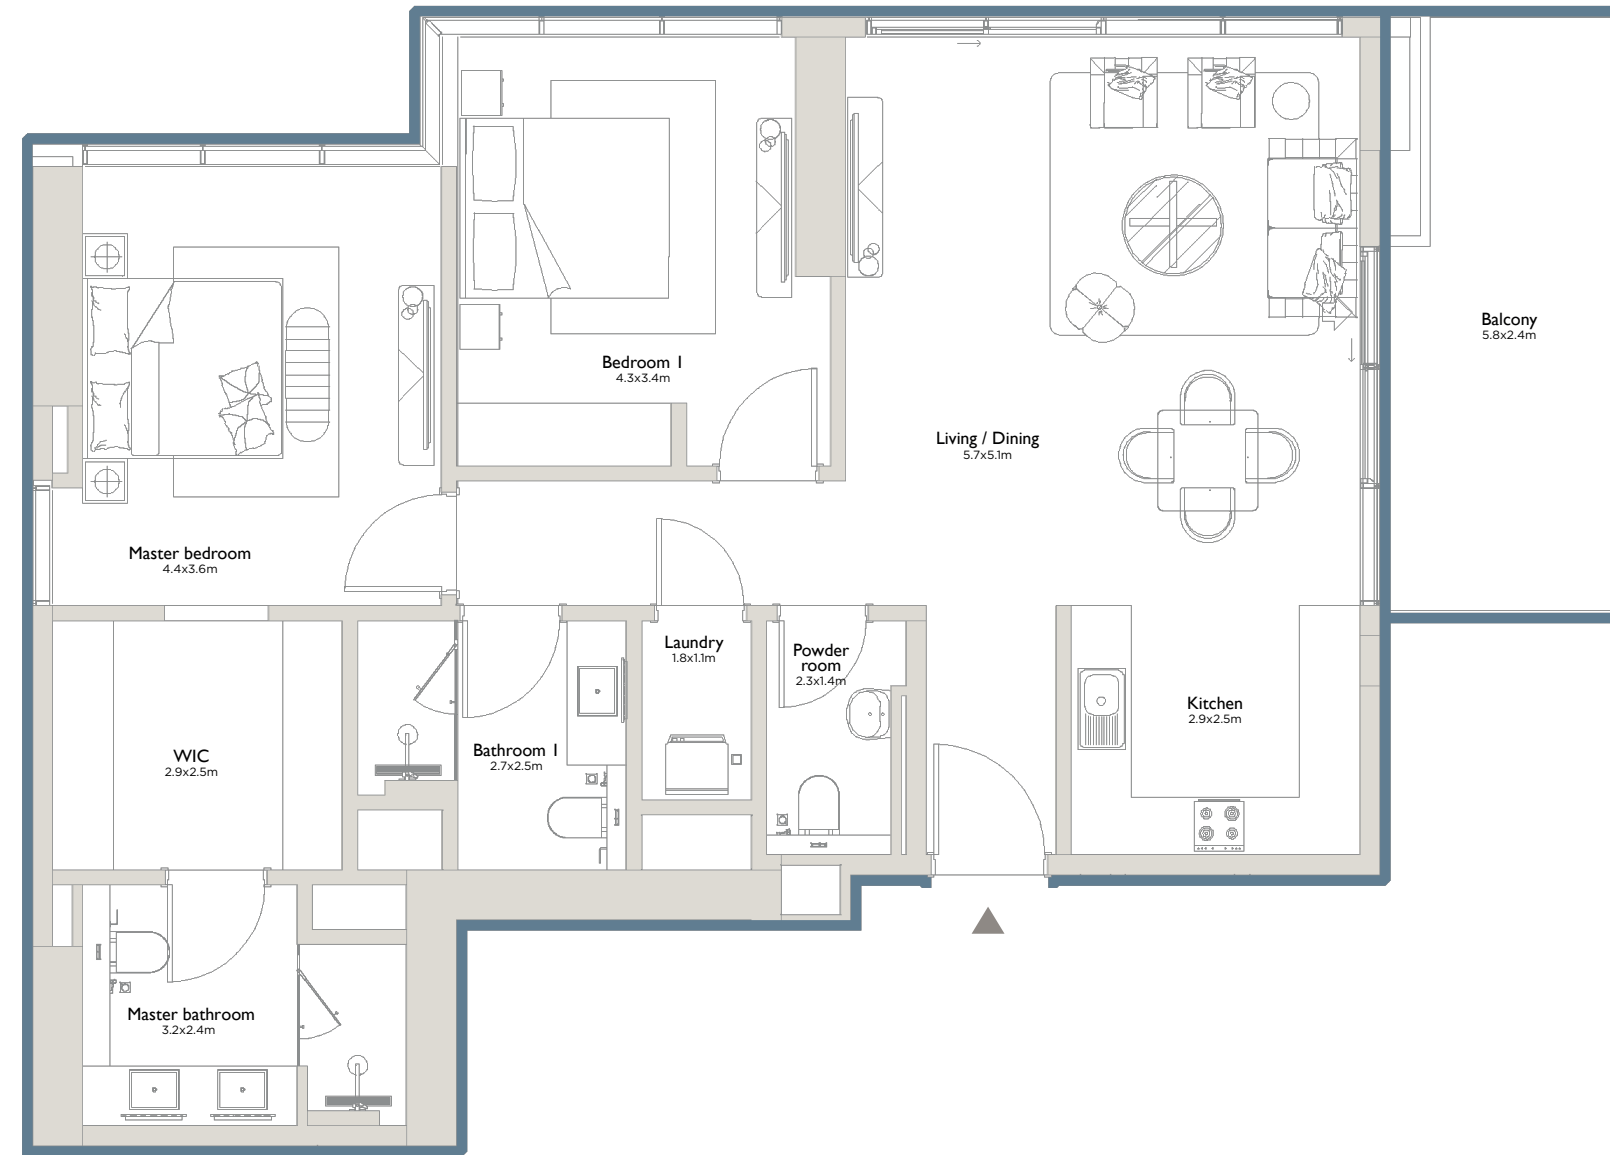 Balcony
5.8x2.4m
Bedroom 1
4.3x3.4m
Living / Dining
5.7x5.1m
Master bedroom
4.4x3.6m
Laundry
1.8x1.1m
Powder
room
2.3x1.4m
Kitchen
2.9x2.5m
WIC
2.9x2.5m
Bathroom 1
2.7x2.5m
Master bathroom
3.2x2.4m